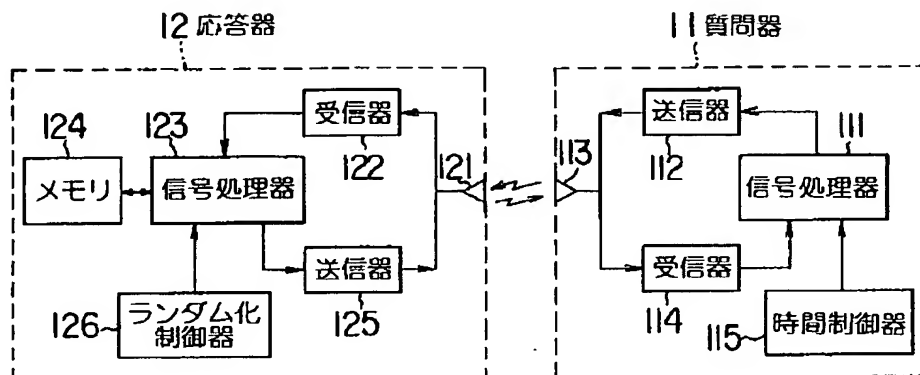 12 応答器
11 質問器
124
メモリ
123
信号処理器
受信器
122
121
送信器
125
126
ランダム化
制御器
113
送信器
112
111
信号処理器
受信器
114
115
時間制御器